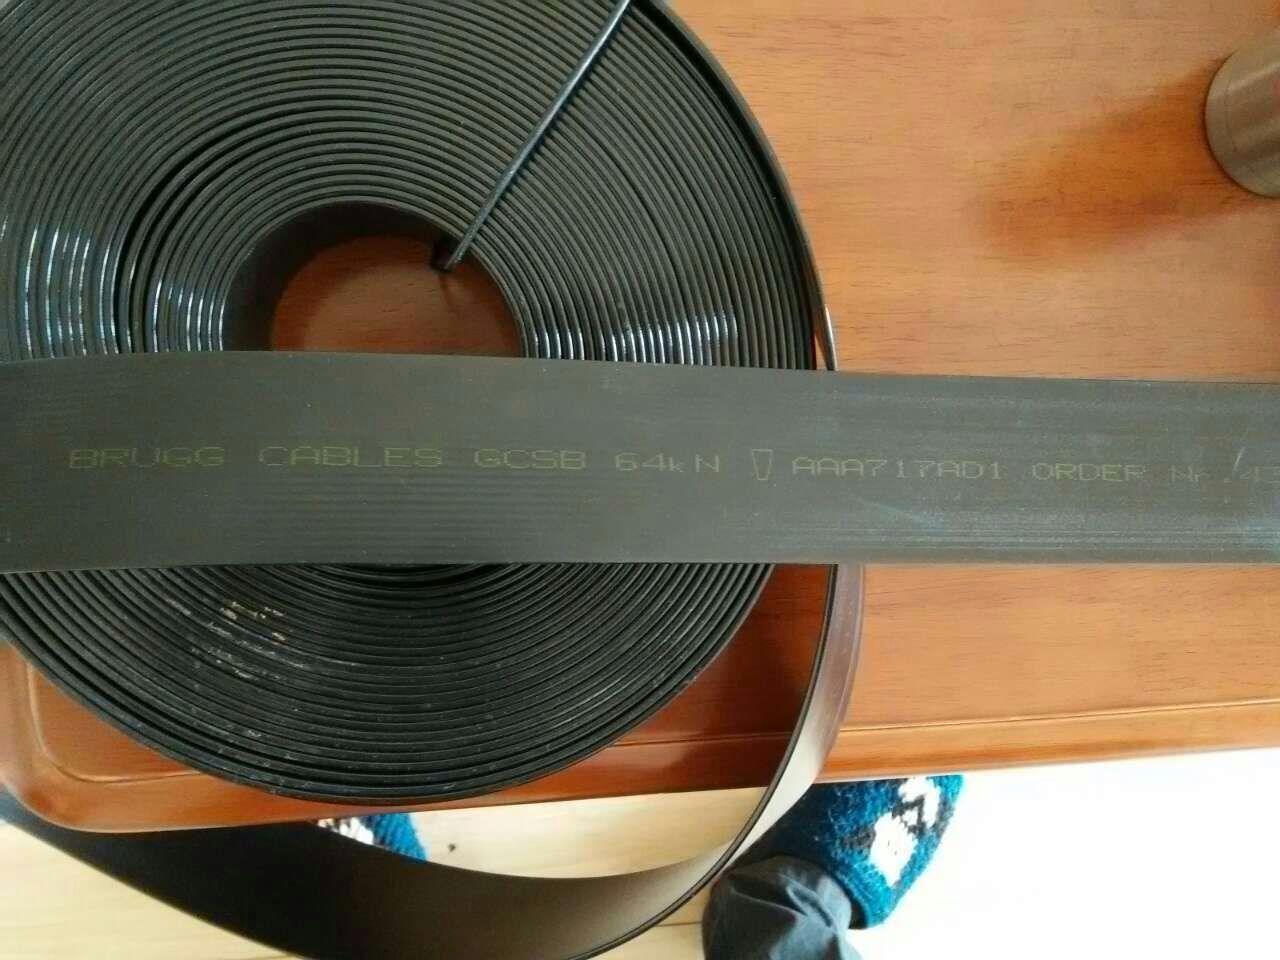 BRUGG CABLES GCSB 64kN AAA717AD1 ORDER Nr.